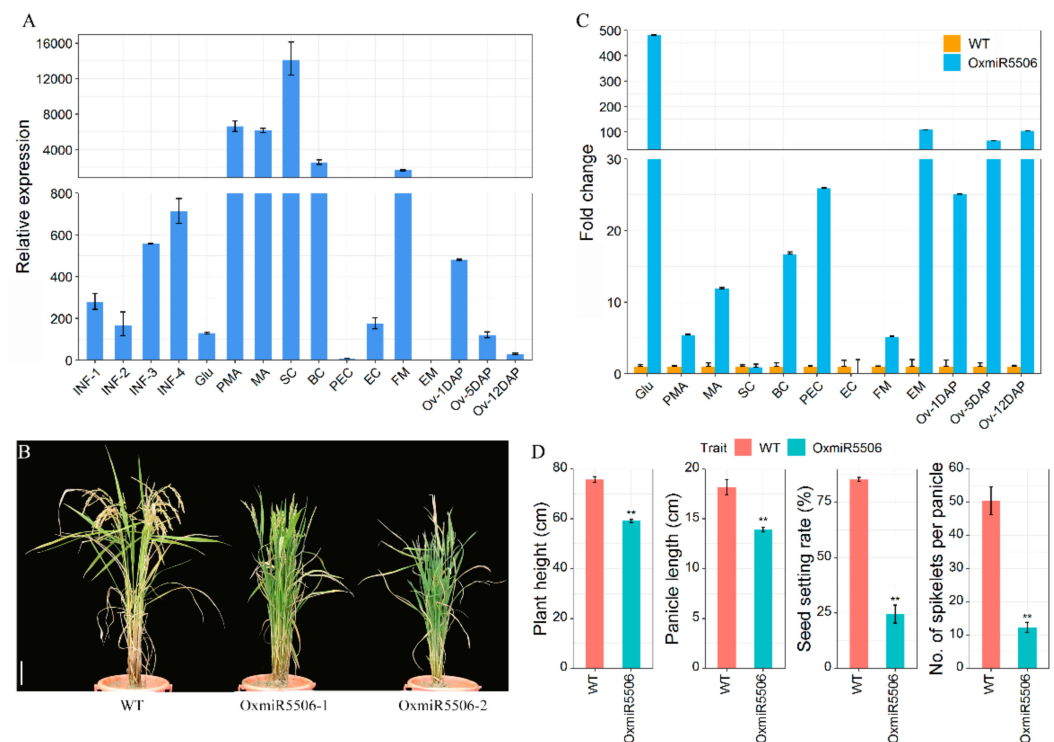 A
Relative expression
16000
12000
8000
4000
800
600
400
200
0
INF-1
INF-2
INF-3
INF-4
Glu
PMA
MA
SC
BC
PEC
EC
FM
EM
Ov-1DAP
Ov-5DAP
Ov-12DAP
C
Fold change
500
400
300
200
100
30
20
10
0
WT
OxmiR5506
Glu
PMA
MA
SC
BC
PEC
EC
FM
EM
Ov-1DAP
Ov-5DAP
Ov-12DAP
B
WT
OxmiR5506-1
OxmiR5506-2
D
Trait WT OxmiR5506
Plant height (cm)
80
60
40
20
0
**
WT
OxmiR5506
Panicle length (cm)
20
15
10
5
0
**
WT
OxmiR5506
Seed setting rate (%)
75
50
25
0
**
WT
OxmiR5506
No. of spikelets per panicle
60
50
40
30
20
10
0
**
WT
OxmiR5506